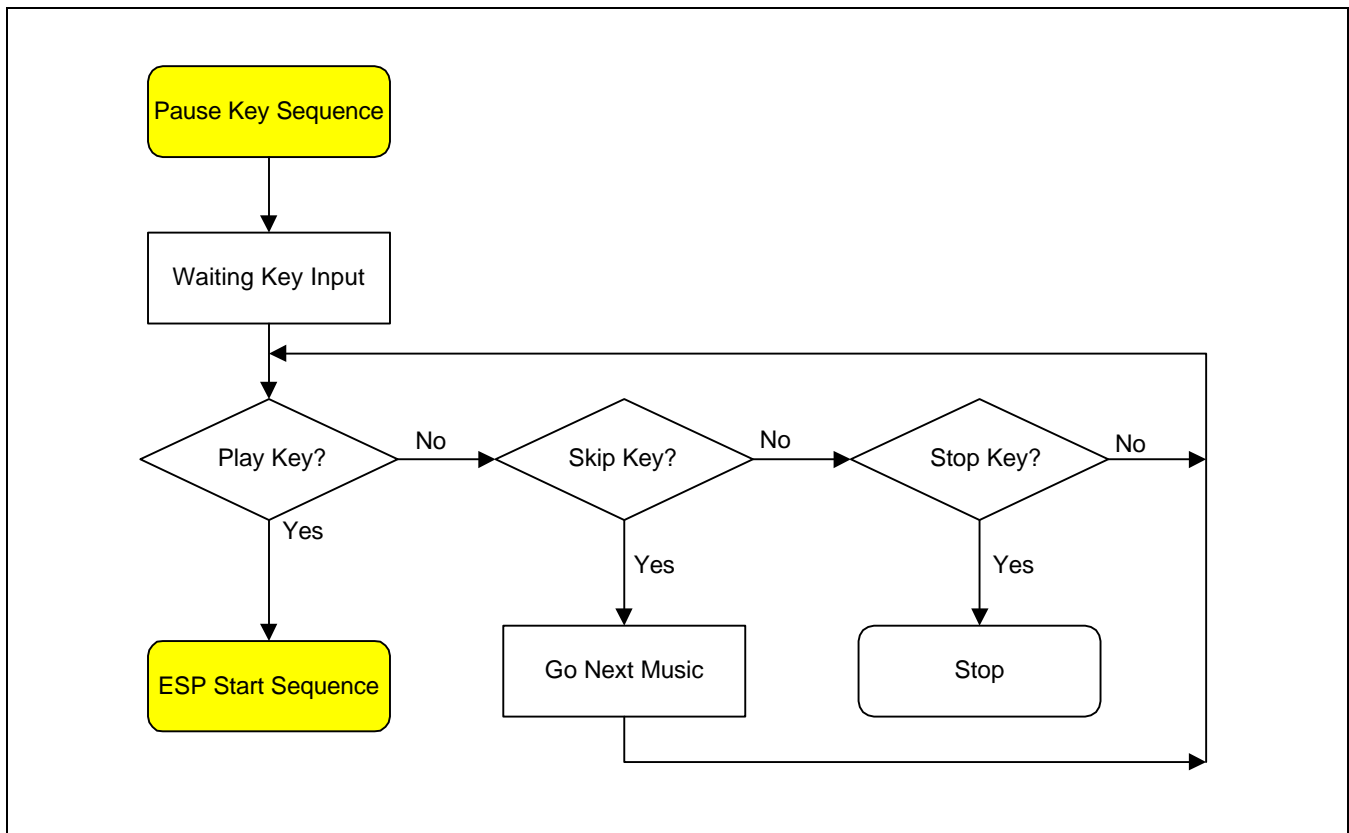 Pause Key Sequence
Waiting Key Input
Play Key?
No
Skip Key?
No
Stop Key?
No
Yes
Yes
Yes
ESP Start Sequence
Go Next Music
Stop